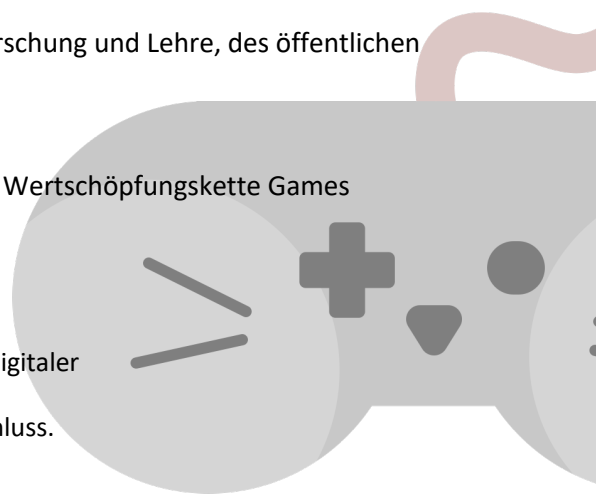 rschung und Lehre, des öffentlichen
Wertschöpfungskette Games
igitaler
luss.